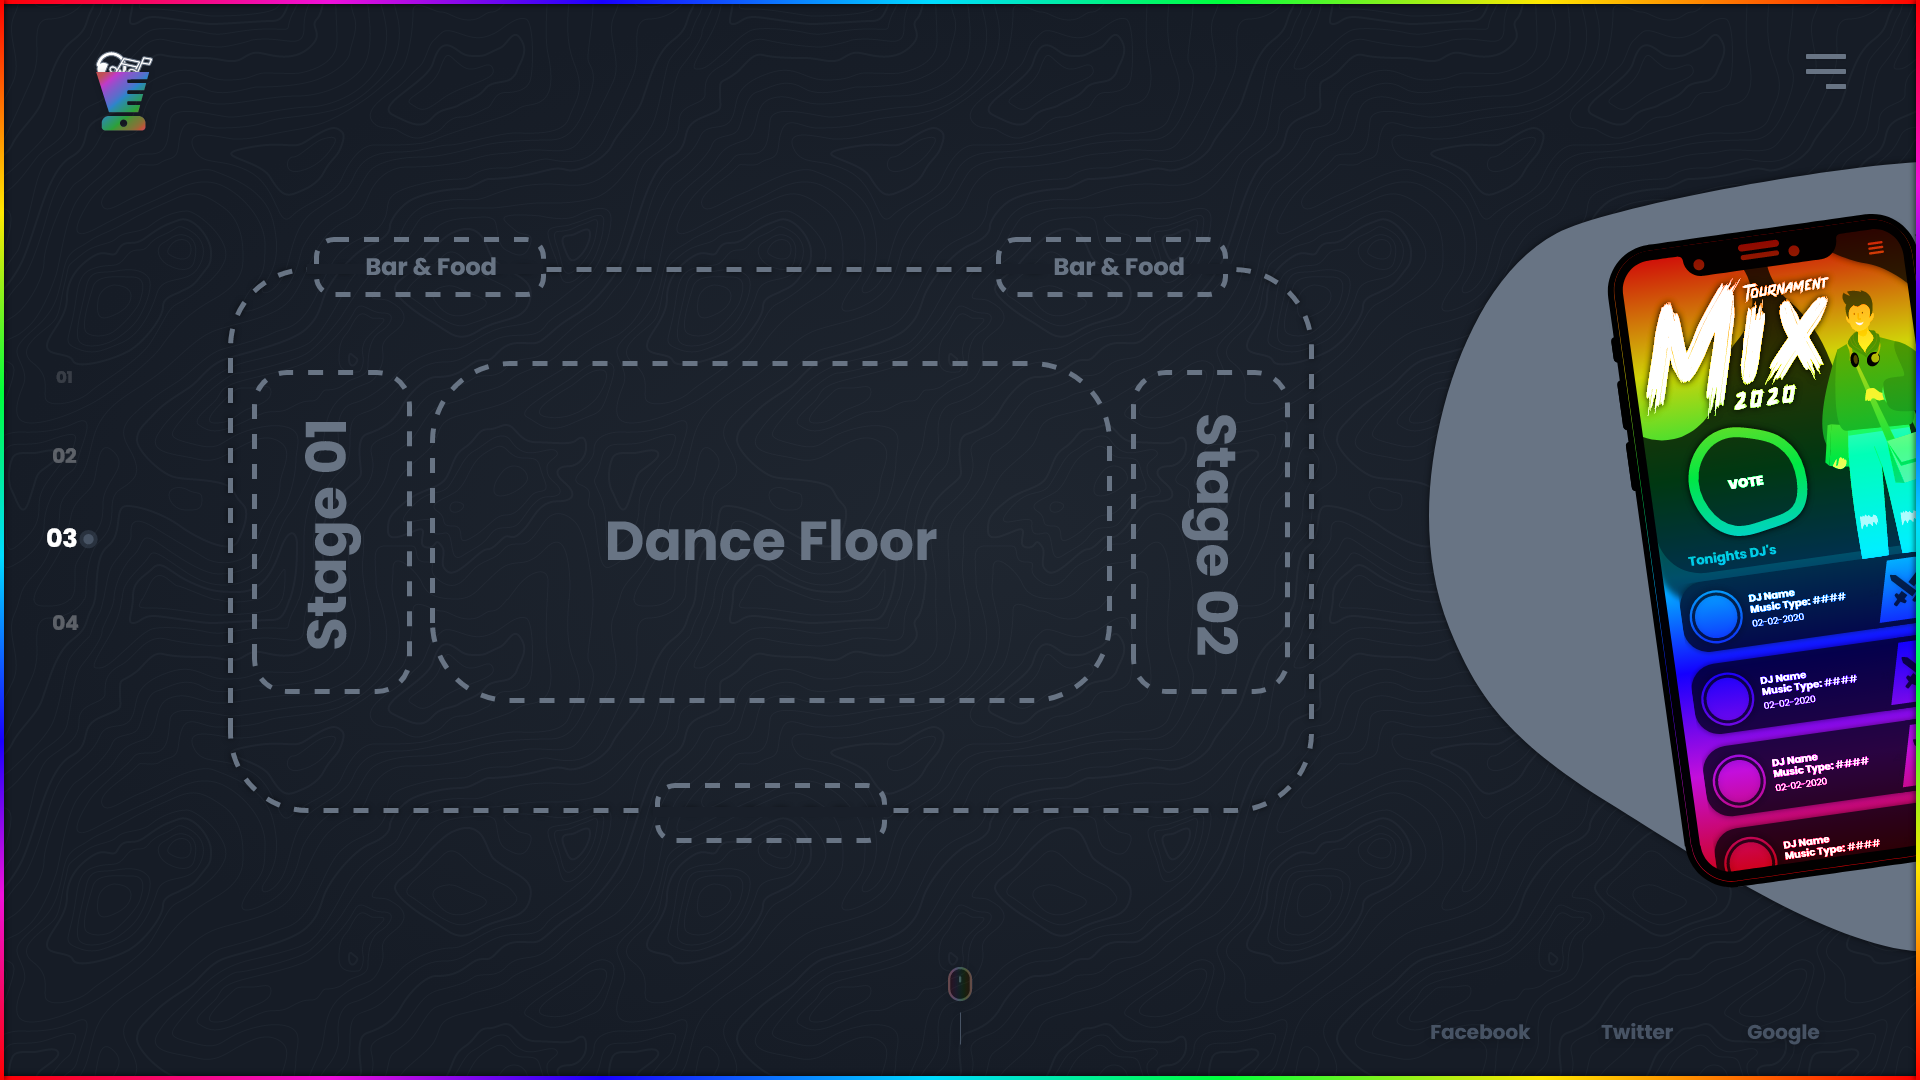 Bar & Food
Bar & Food
01
02
03
04
Stage 01
Dance Floor
Stage 02
Tournament
Mix
2020
VOTE
Tonights DJ's
DJ Name
Music Type: ####
02-02-2020
DJ Name
Music Type: ####
02-02-2020
DJ Name
Music Type: ####
02-02-2020
DJ Name
Music Type: ####
Facebook
Twitter
Google